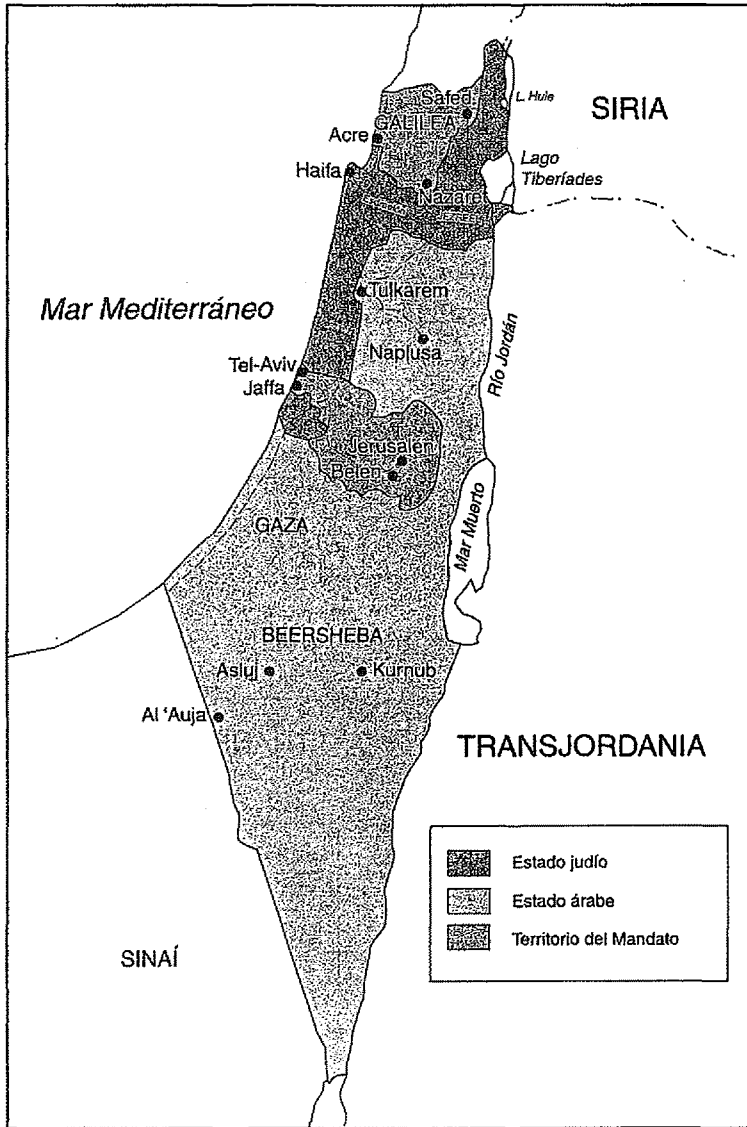 Safed
L. Hule
SIRIA
GALILEA
Acre
Haifa
Lago
Tiberíades
Nazaret
Tulkarem
Mar Mediterráneo
Naplusa
Río Jordán
Tel-Aviv
Jaffa
Jerusalén
Belén
Mar Muerto
GAZA
BEERSHEBA
Asluj
Kurnub
Al 'Auja
TRANSJORDANIA
Estado judío
Estado árabe
Territorio del Mandato
SINAÍ